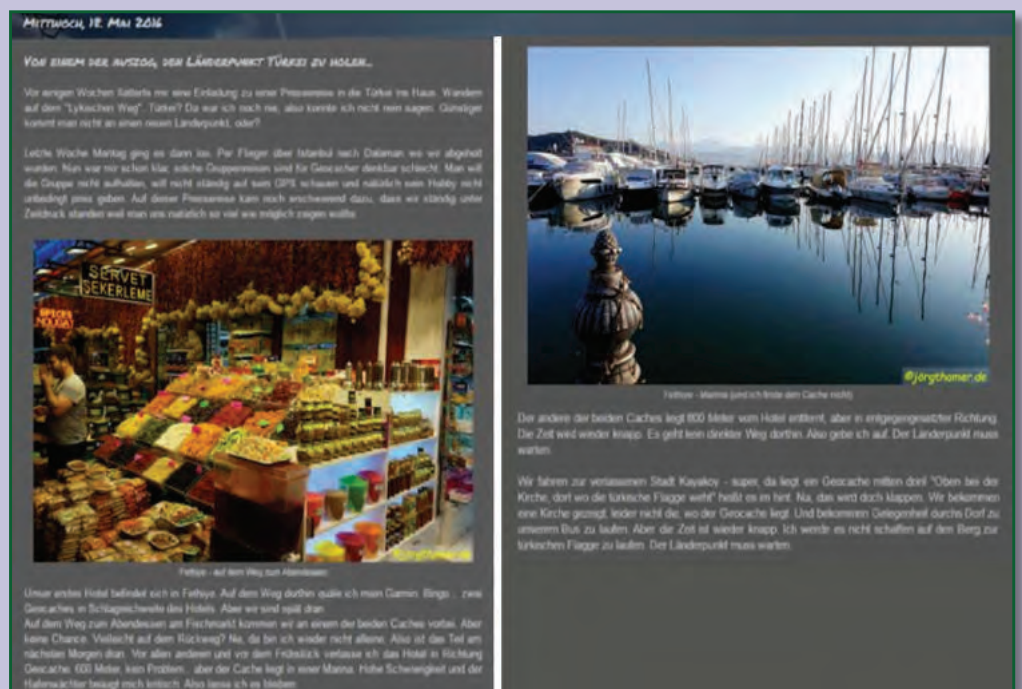 Mittwoch, 18. Mai 2016
Von einem der auszog, den Länderpunkt Türkei zu holen...
Vor einigen Wochen flatterte mir eine Einladung zu einer Pressereise in die Türkei ins Haus. Wandern
auf dem "Lykischen Weg". Türkei? Da war ich noch nie, also konnte ich nicht nein sagen. Günstiger
kommt man nicht an einen neuen Länderpunkt, oder?
Letzte Woche Montag ging es dann los. Per Flieger über Istanbul nach Dalaman wo wir abgeholt
wurden. Nun war mir schon klar, solche Gruppenreisen sind für Geocacher denkbar schlecht. Man will
die Gruppe nicht aufhalten, will nicht ständig auf sein GPS schauen und natürlich sein Hobby nicht
unbedingt preis geben. Auf dieser Pressereise kam noch erschwerend dazu, dass wir ständig unter
Zeitdruck standen weil man uns natürlich so viel wie möglich zeigen wollte.
SERVET
SEKERLEME
SPICES
NOUGAT
©jörgthomer.de
Fethiye - auf dem Weg zum Abendessen
Unser erstes Hotel befindet sich in Fethiye. Auf dem Weg dorthin quäle ich mein Garmin. Bingo... zwei
Geocaches in Schlagreichweite des Hotels. Aber wir sind spät dran.
Auf dem Weg zum Abendessen am Fischmarkt kommen wir an einem der beiden Caches vorbei. Aber
keine Chance. Vielleicht auf dem Rückweg? Ne, da bin ich wieder nicht alleine. Also ist das Teil am
nächsten Morgen dran. Vor allen anderen und vor dem Frühstück verlasse ich das Hotel in Richtung
Geocache. 600 Meter, kein Problem... aber der Cache liegt in einer Marina. Hohe Schwierigkeit und der
Hafenwächter beäugt mich kritisch. Also lasse ich es bleiben.
©jörgthomer.de
Fethiye - Marina (und ich finde den Cache nicht)
Der andere der beiden Caches liegt 800 Meter vom Hotel entfernt, aber in entgegengesetzter Richtung.
Die Zeit wird wieder knapp. Es geht kein direkter Weg dorthin. Also gebe ich auf. Der Länderpunkt muss
warten.
Wir fahren zur verlassenen Stadt Kayakoy - super, da liegt ein Geocache mitten drin! "Oben bei der
Kirche, dort wo die türkische Flagge weht" heißt es im hint. Na, das wird doch klappen. Wir bekommen
eine Kirche gezeigt, leider nicht die, wo der Geocache liegt. Und bekommen Gelegenheit durchs Dorf zu
unserem Bus zu laufen. Aber die Zeit ist wieder knapp. Ich werde es nicht schaffen auf den Berg zur
türkischen Flagge zu laufen. Der Länderpunkt muss warten.